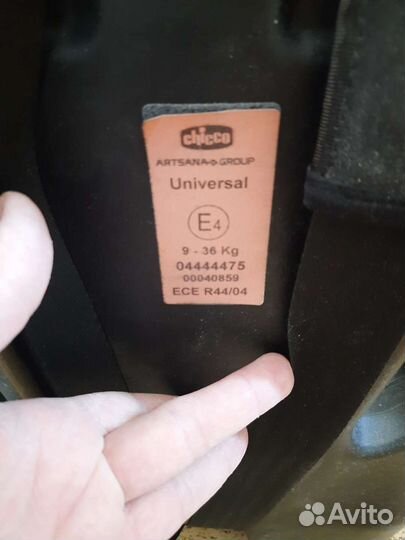 chicco
ARTSANA GROUP
Universal
E4
9 - 36 Kg
04444475
00040859
ECE R44/04
Avito